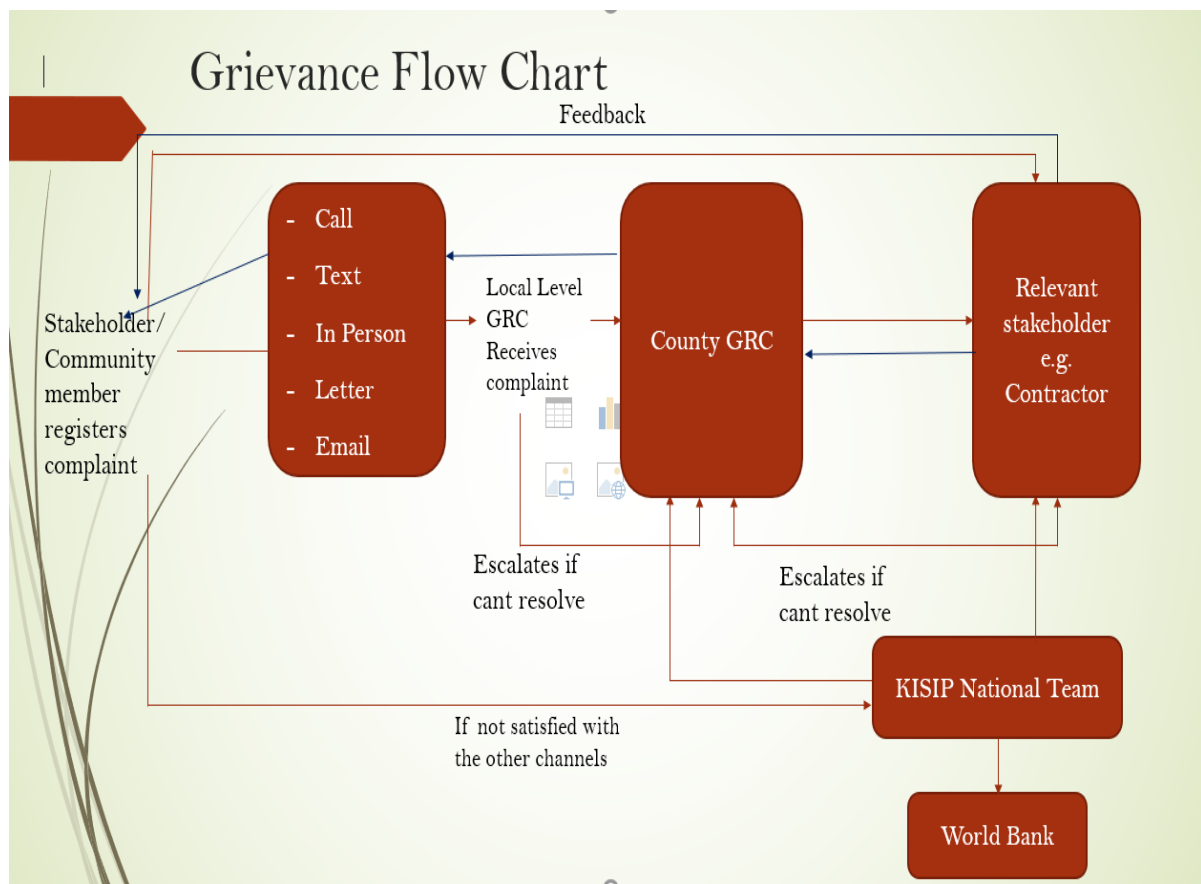 Grievance Flow Chart
Feedback
Stakeholder/
Community
member
registers
complaint
- Call
- Text
- In Person
- Letter
- Email
Local Level
GRC
Receives
complaint
County GRC
Relevant
stakeholder
e.g.
Contractor
Escalates if
cant resolve
Escalates if
cant resolve
KISIP National Team
If not satisfied with
the other channels
World Bank